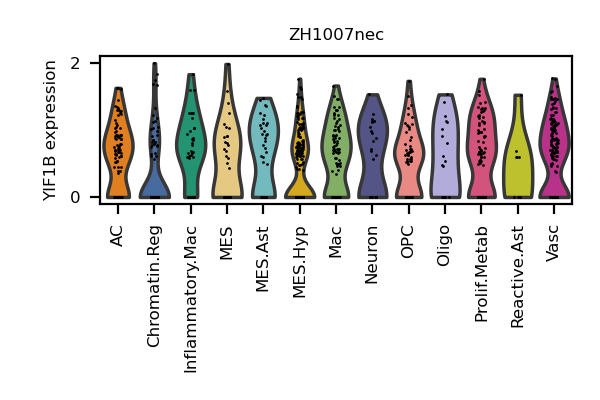 ZH1007nec
YIF1B expression
2
0
AC
Chromatin.Reg
Inflammatory.Mac
MES
MES.Ast
MES.Hyp
Mac
Neuron
OPC
Oligo
Prolif.Metab
Reactive.Ast
Vasc